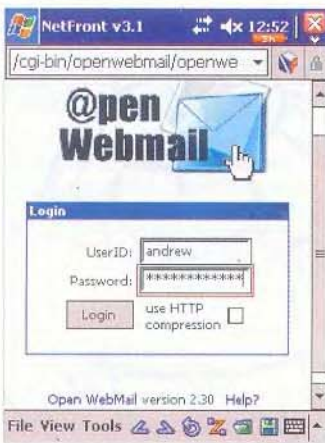 NetFront v3.1 12:52
/cgi-bin/openwebmail/openwe
@pen
Webmail
Login
UserID: andrew
Password: ************
Login use HTTP
compression
Open WebMail version 2.30 Help?
File View Tools